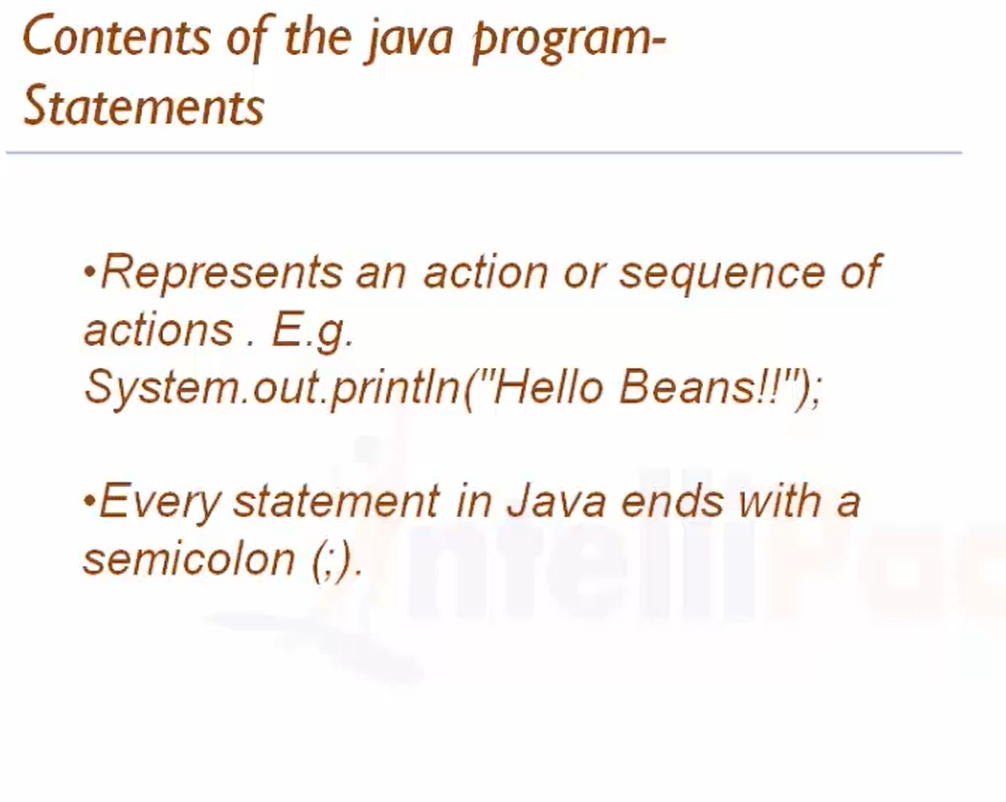 Contents of the java program-
Statements
•Represents an action or sequence of
actions . E.g.
System.out.println("Hello Beans!!");
•Every statement in Java ends with a
semicolon (;).
ntelliPaa